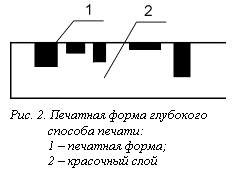 1
2
Рис. 2. Печатная форма глубокого
способа печати:
1 – печатная форма;
2 – красочный слой